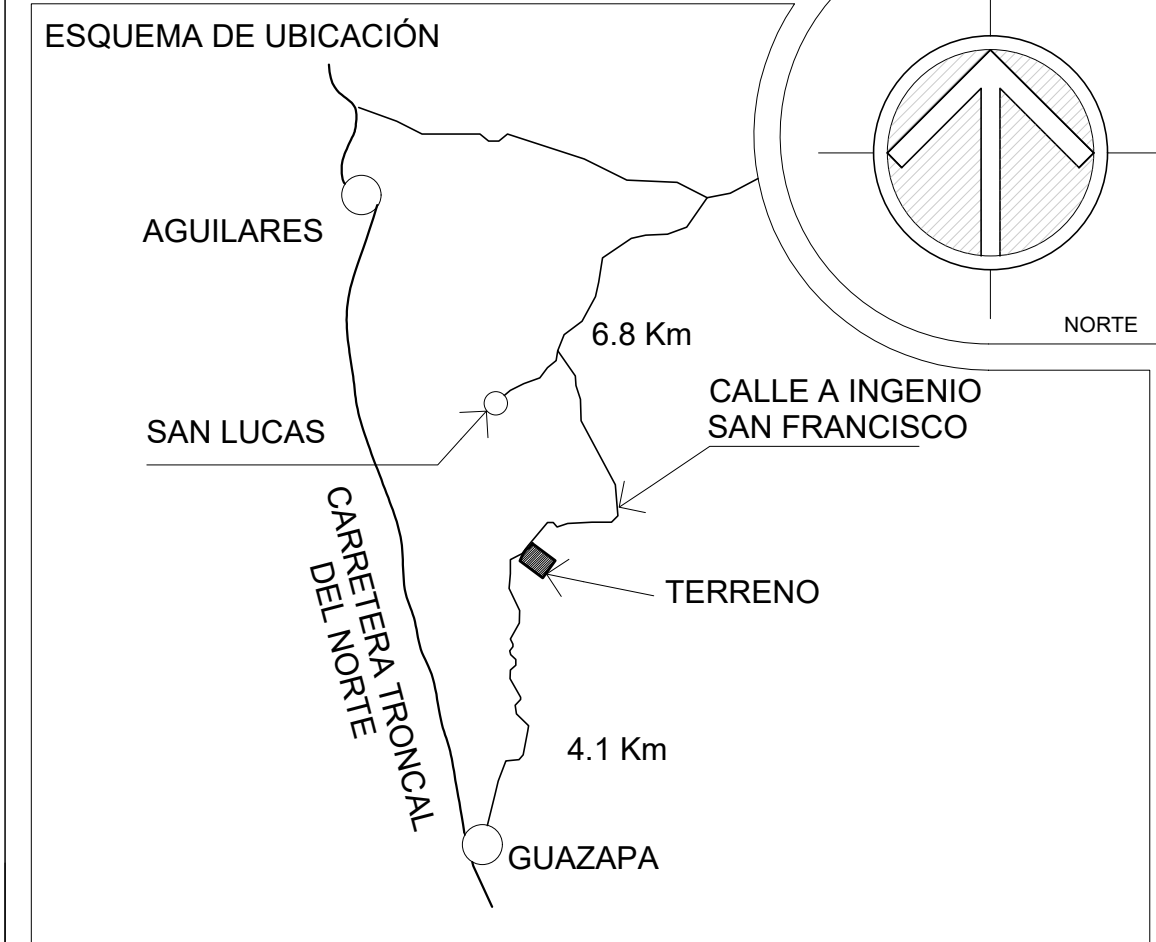 ESQUEMA DE UBICACIÓN
NORTE
AGUILARES
6.8 Km
CALLE A INGENIO
SAN FRANCISCO
SAN LUCAS
CARRETERA TRONCAL
DEL NORTE
TERRENO
4.1 Km
GUAZAPA